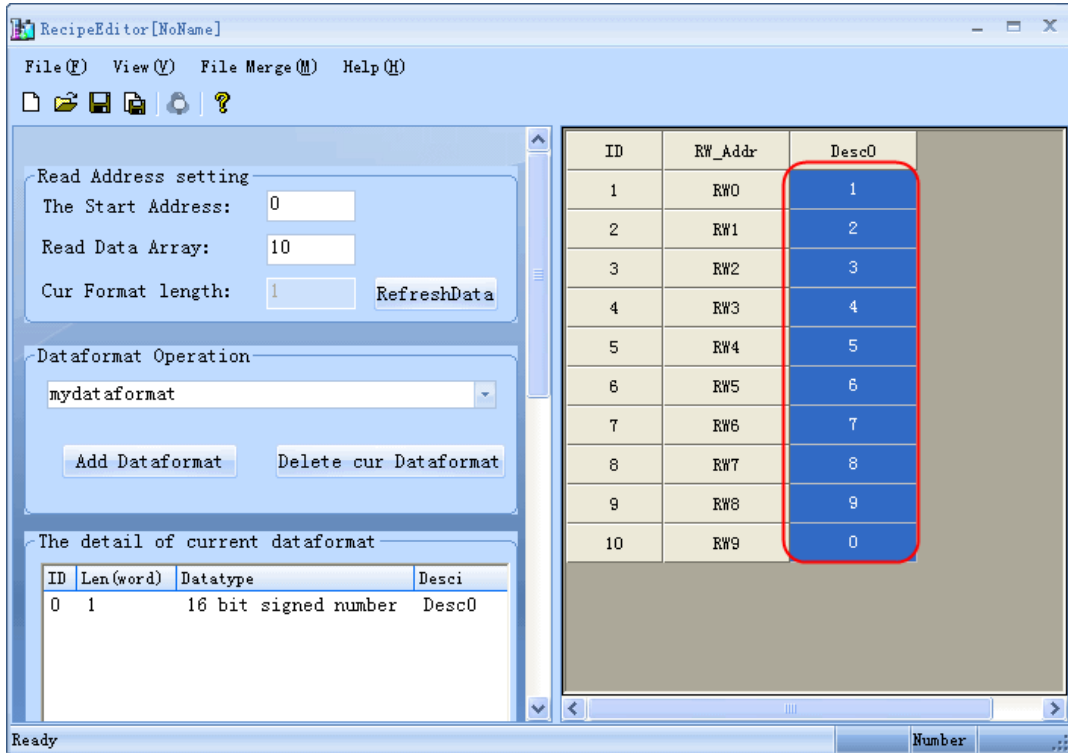 RecipeEditor[NoName]
File(F) View(V) File Merge(M) Help(H)
Read Address setting
The Start Address: 0
Read Data Array: 10
Cur Format length: 1 RefreshData
Dataformat Operation
mydataformat
Add Dataformat Delete cur Dataformat
The detail of current dataformat
ID Len(word) Datatype Desci
0 1 16 bit signed number Desc0
ID RW_Addr Desc0
1 RW0 1
2 RW1 2
3 RW2 3
4 RW3 4
5 RW4 5
6 RW5 6
7 RW6 7
8 RW7 8
9 RW8 9
10 RW9 0
Ready Number